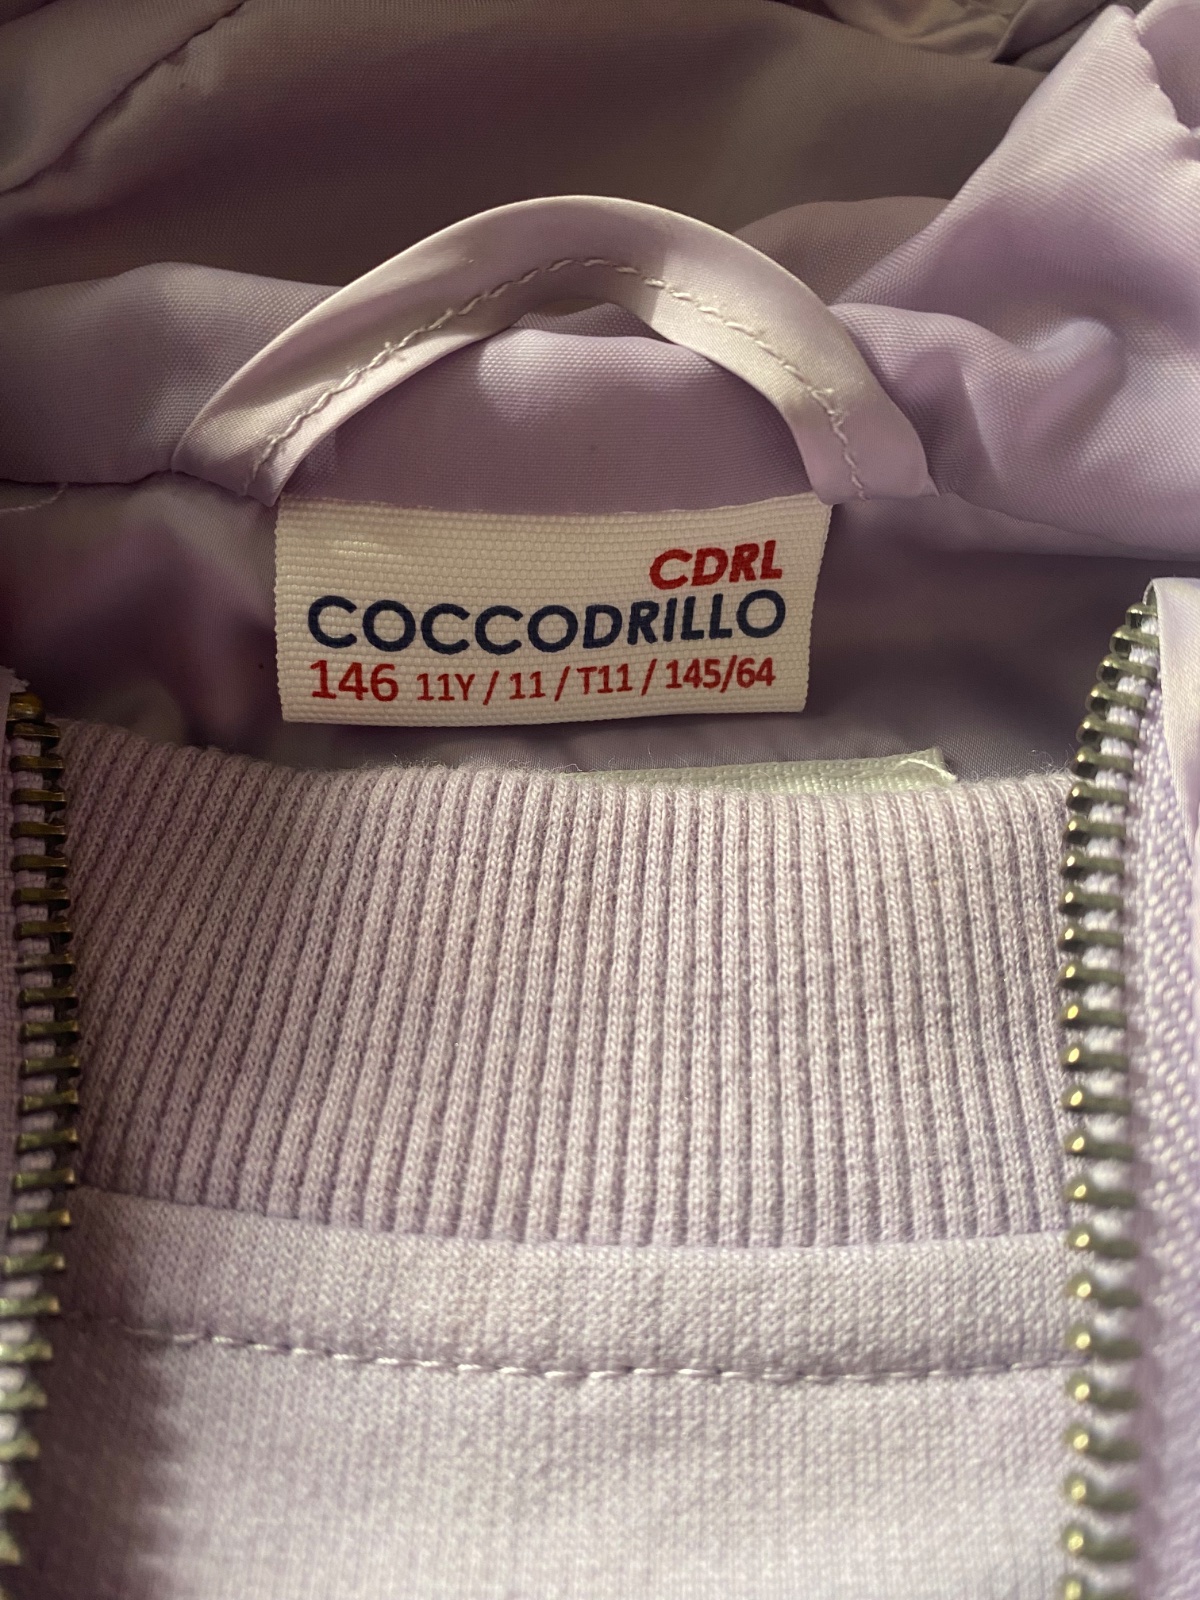 CDRL
COCCODRILLO
146 11Y / 11 / T11 / 145/64